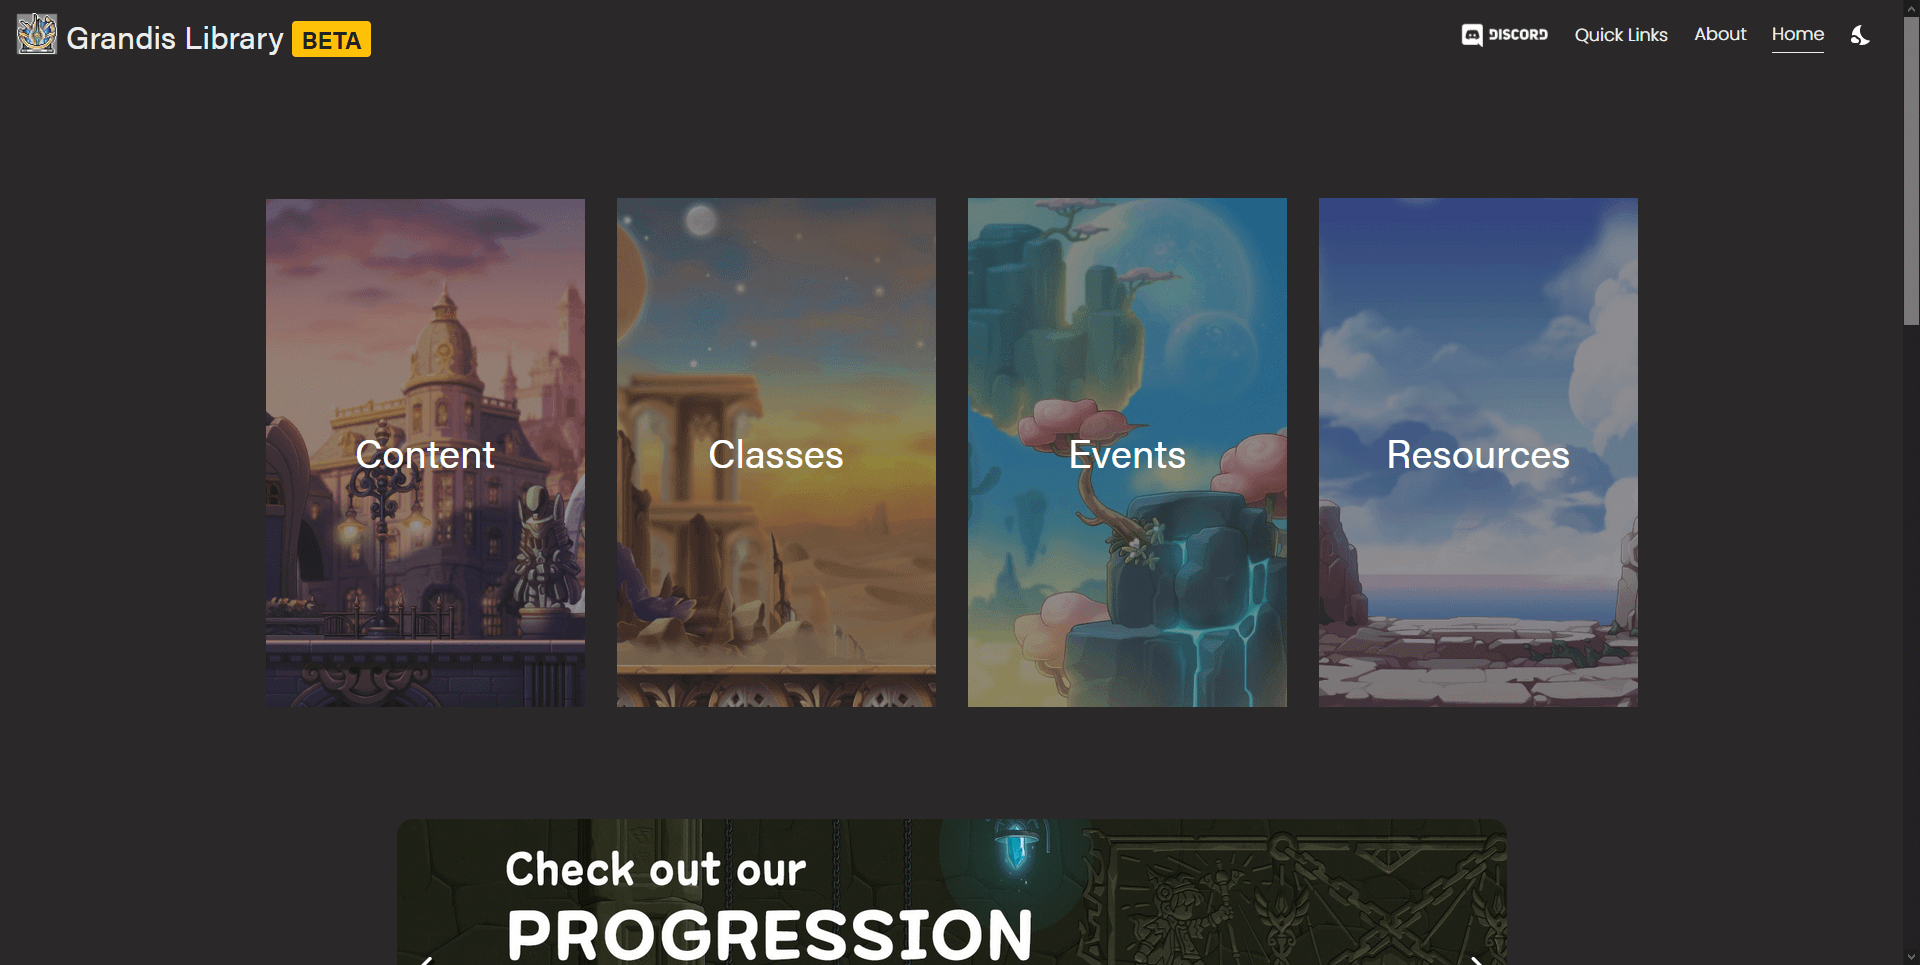 Grandis Library BETA
DISCORD Quick Links About Home
Content
Classes
Events
Resources
Check out our
PROGRESSION